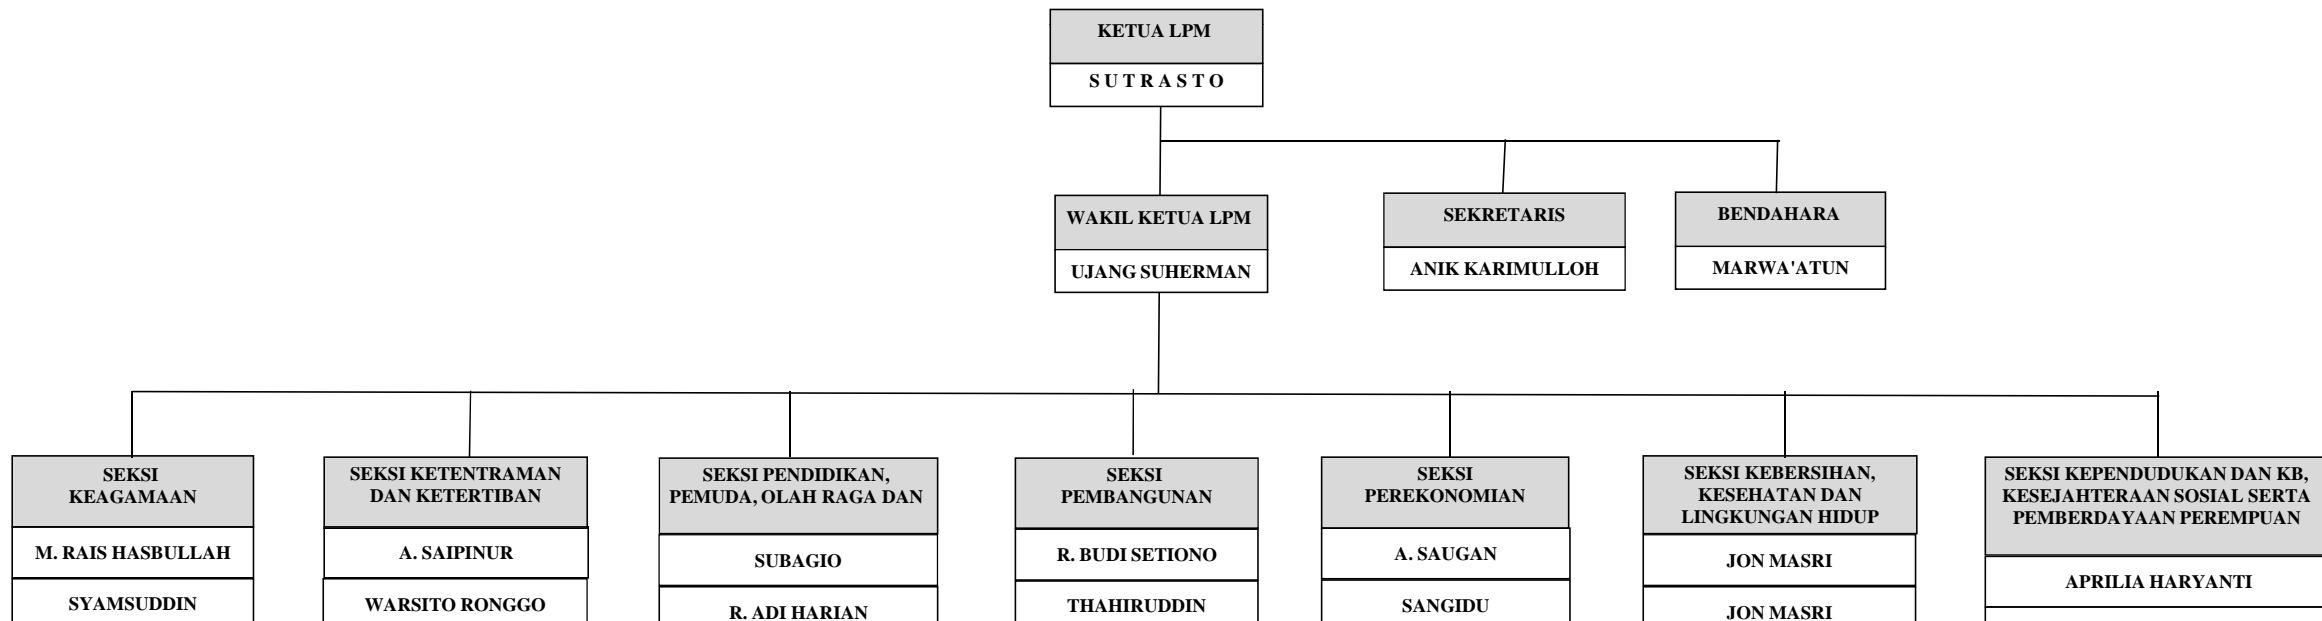 KETUA LPM
S U T R A S T O
WAKIL KETUA LPM
UJANG SUHERMAN
SEKRETARIS
ANIK KARIMULLOH
BENDAHARA
MARWA'ATUN
SEKSI
KEAGAMAAN
M. RAIS HASBULLAH
SYAMSUDDIN
SEKSI KETENTRAMAN
DAN KETERTIBAN
A. SAIPINUR
WARSITO RONGGO
SEKSI PENDIDIKAN,
PEMUDA, OLAH RAGA DAN
SUBAGIO
R. ADI HARIAN
SEKSI
PEMBANGUNAN
R. BUDI SETIONO
THAHIRUDDIN
SEKSI
PEREKONOMIAN
A. SAUGAN
SANGIDU
SEKSI KEBERSIHAN,
KESEHATAN DAN
LINGKUNGAN HIDUP
JON MASRI
JON MASRI
SEKSI KEPENDUDUKAN DAN KB,
KESEJAHTERAAN SOSIAL SERTA
PEMBERDAYAAN PEREMPUAN
APRILIA HARYANTI